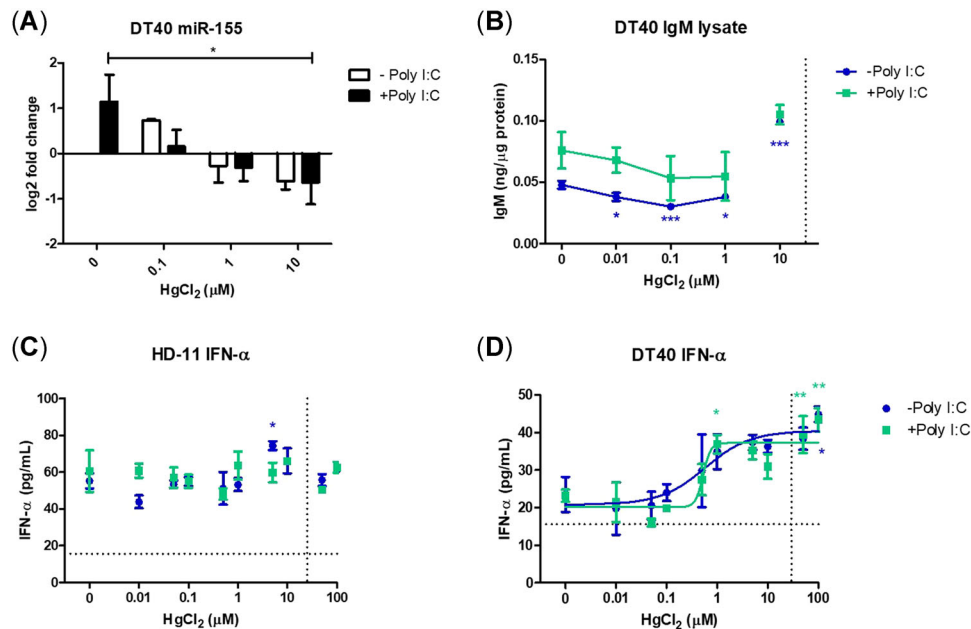 (A)
DT40 miR-155
*
- Poly I:C
+Poly I:C
log2 fold change
2
1
0
-1
-2
0
0.1
1
10
HgCl₂ (μM)
(B)
DT40 IgM lysate
-Poly I:C
+Poly I:C
IgM (ng/μg protein)
0.15
0.10
0.05
0.00
***
* *** *
0 0.01 0.1 1 10
HgCl₂ (μM)
(C)
HD-11 IFN-α
IFN-α (pg/mL)
100
80
60
40
20
0
*
0 0.01 0.1 1 10 100
HgCl₂ (μM)
(D)
DT40 IFN-α
-Poly I:C
+Poly I:C
IFN-α (pg/mL)
50
40
30
20
10
0
* ** **
*
0 0.01 0.1 1 10 100
HgCl₂ (μM)